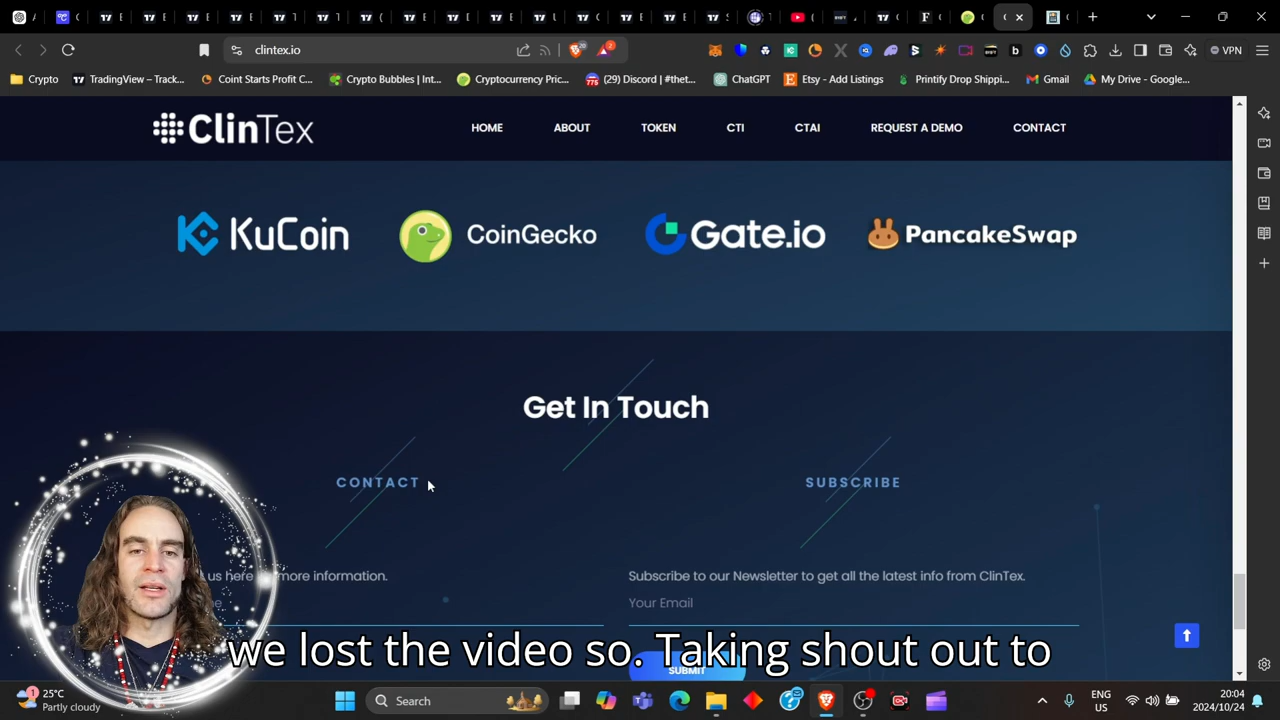 clintex.io
VPN
Crypto
TradingView – Track...
Coint Starts Profit C...
Crypto Bubbles | Int...
Cryptocurrency Pric...
(29) Discord | #thet...
ChatGPT
Etsy - Add Listings
Printify Drop Shippi...
Gmail
My Drive - Google...
ClinTex
HOME
ABOUT
TOKEN
CTI
CTAI
REQUEST A DEMO
CONTACT
KuCoin
CoinGecko
Gate.io
PancakeSwap
Get In Touch
CONTACT
SUBSCRIBE
us here
more information.
Subscribe to our Newsletter to get all the latest info from ClinTex.
Your Email
we lost the video so. Taking shout out to
SUBMIT
25°C
Partly cloudy
Search
ENG
US
20:04
2024/10/24